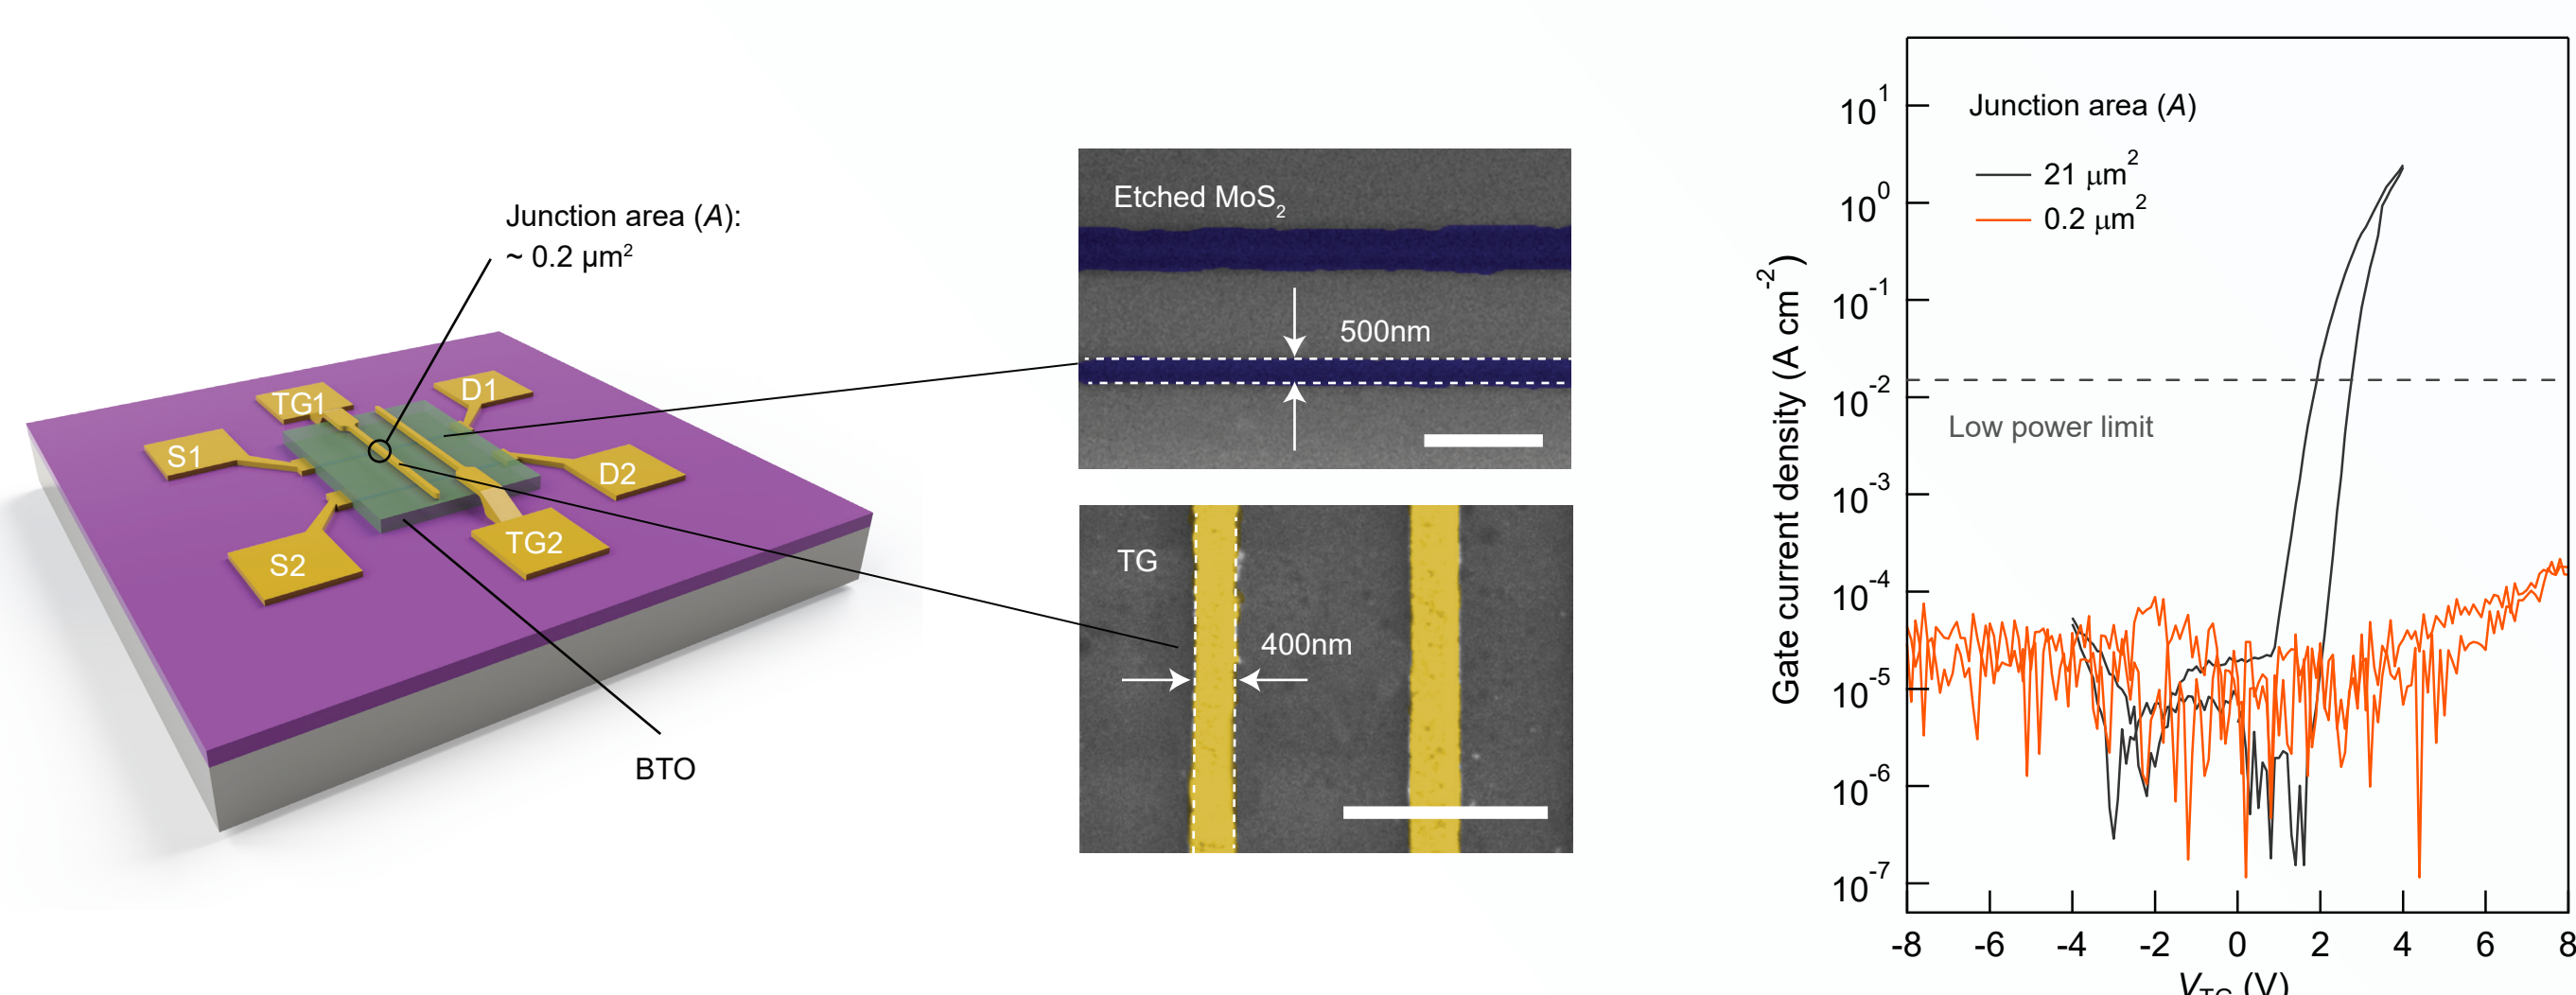 Junction area (A):
~ 0.2 μm²
TG1
D1
S1
D2
S2
TG2
BTO
Etched MoS₂
500nm
TG
400nm
Gate current density (A cm⁻²)
10¹
10⁰
10⁻¹
10⁻²
10⁻³
10⁻⁴
10⁻⁵
10⁻⁶
10⁻⁷
Junction area (A)
21 μm²
0.2 μm²
Low power limit
-8 -6 -4 -2 0 2 4 6 8
V_TG (V)